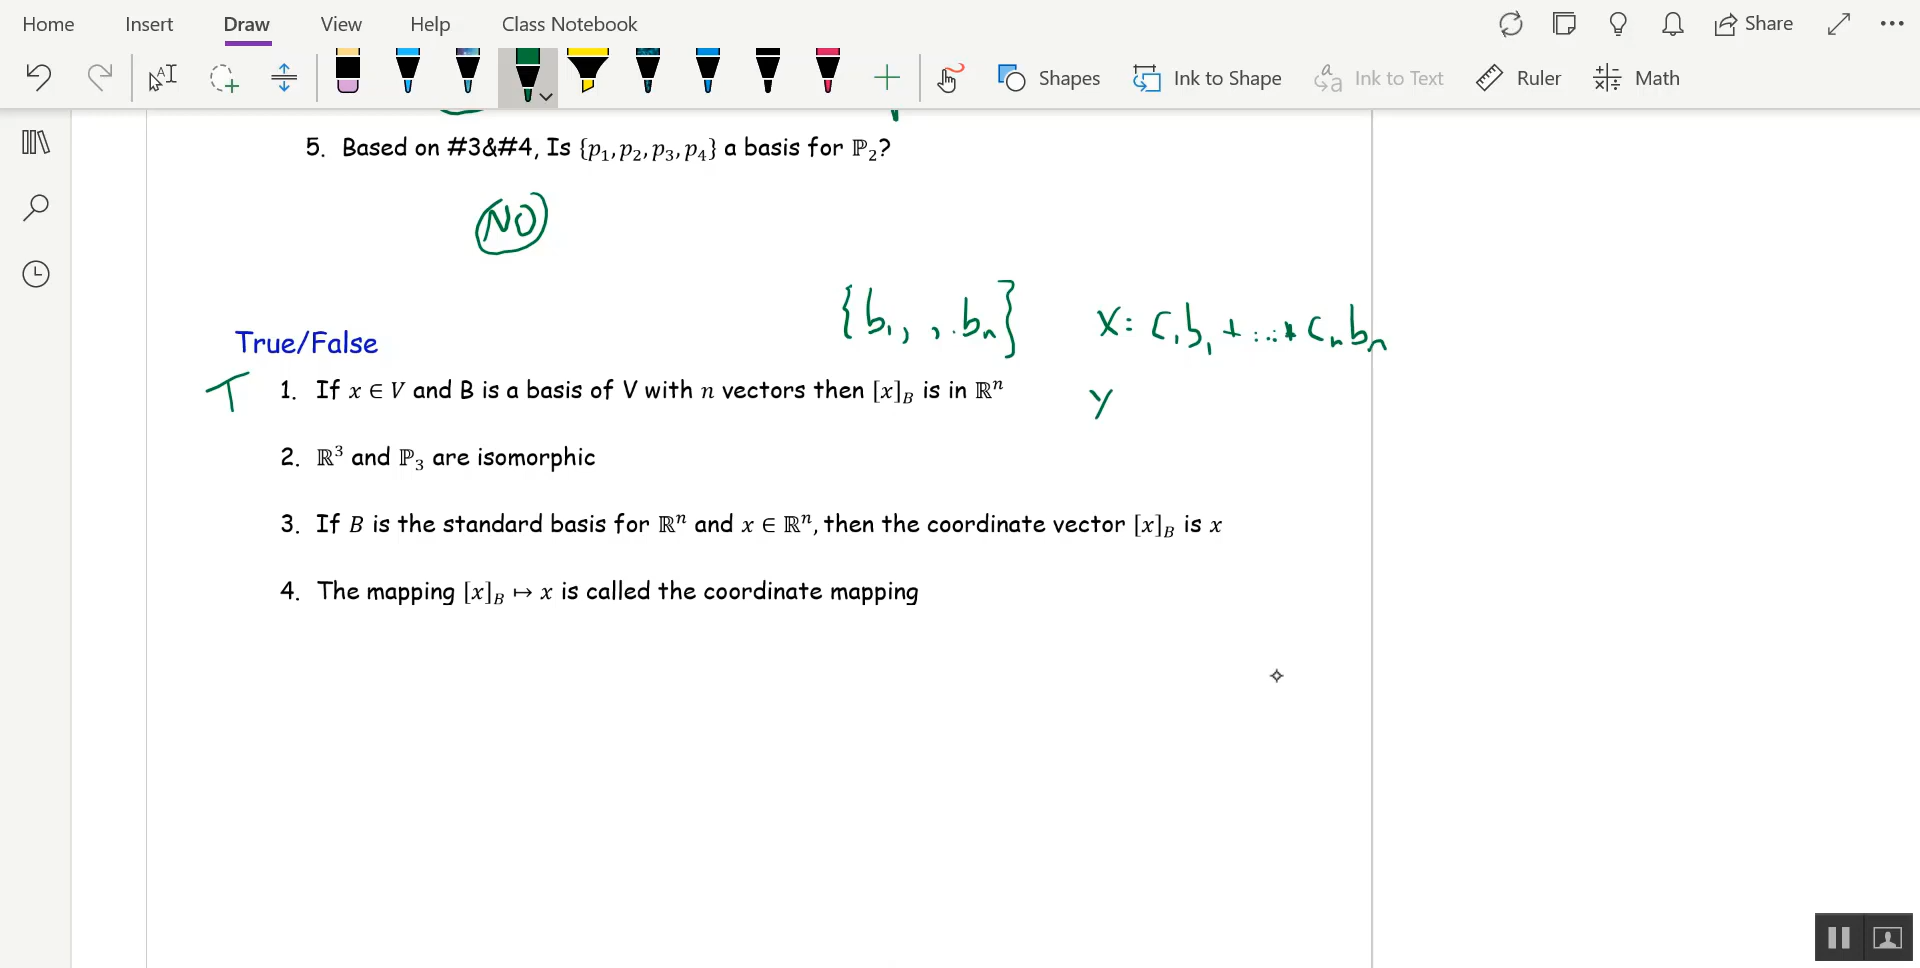 Home Insert Draw View Help Class Notebook Share
Shapes Ink to Shape Ink to Text Ruler Math
5. Based on #3&#4, Is {p₁, p₂, p₃, p₄} a basis for ℙ₂?
NO
{b₁, , . bₙ} x = c₁b₁ + ... + cₙbₙ
True/False
T 1. If x ∈ V and B is a basis of V with n vectors then [x]_B is in ℝⁿ
y
2. ℝ³ and ℙ₃ are isomorphic
3. If B is the standard basis for ℝⁿ and x ∈ ℝⁿ, then the coordinate vector [x]_B is x
4. The mapping [x]_B ↦ x is called the coordinate mapping